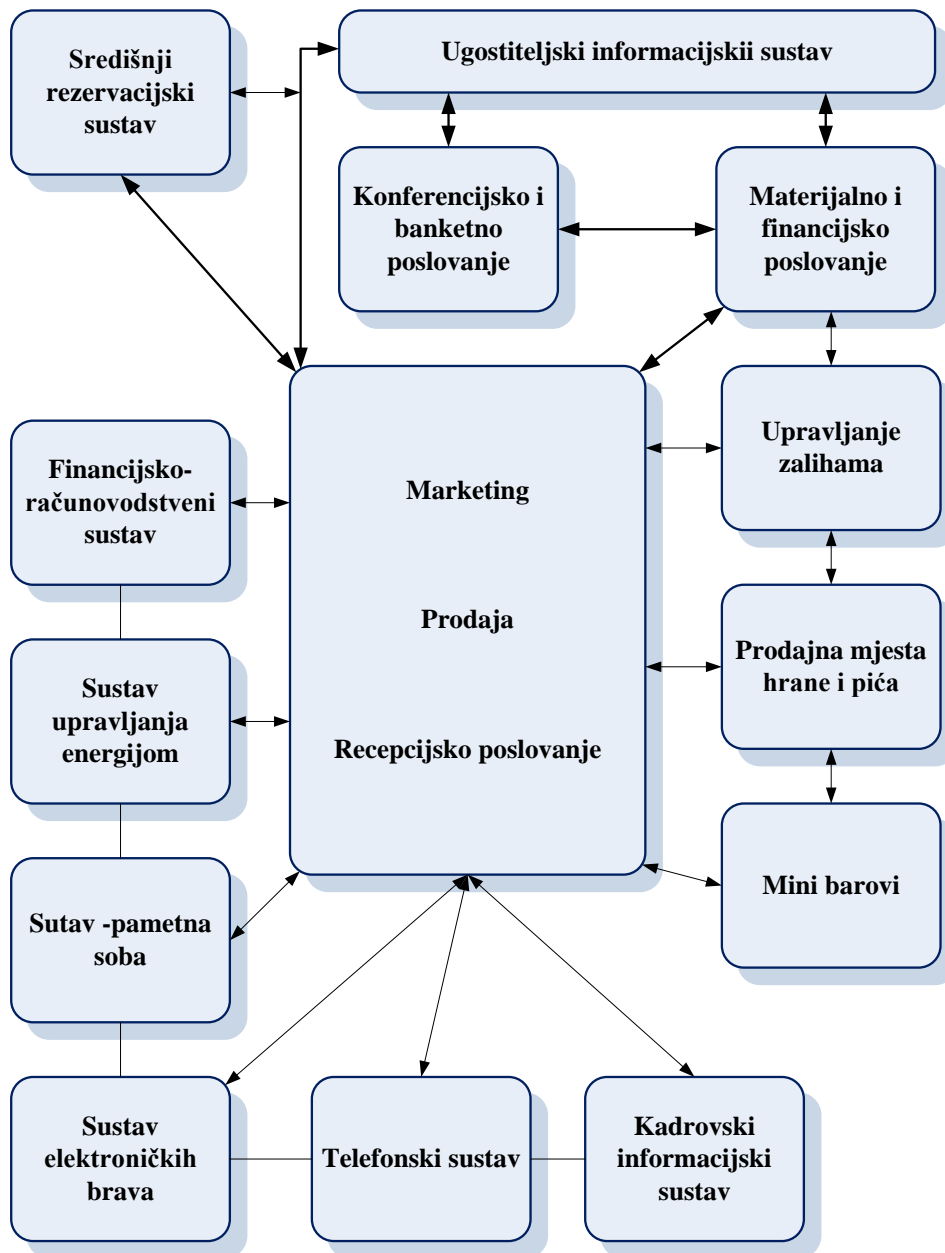 Središnji
rezervacijski
sustav
Ugostiteljski informacijskii sustav
Konferencijsko i
banketno
poslovanje
Materijalno i
financijsko
poslovanje
Financijsko-
računovodstveni
sustav
Marketing
Prodaja
Recepcijsko poslovanje
Upravljanje
zalihama
Sustav
upravljanja
energijom
Prodajna mjesta
hrane i pića
Sutav -pametna
soba
Mini barovi
Sustav
elektroničkih
brava
Telefonski sustav
Kadrovski
informacijski
sustav